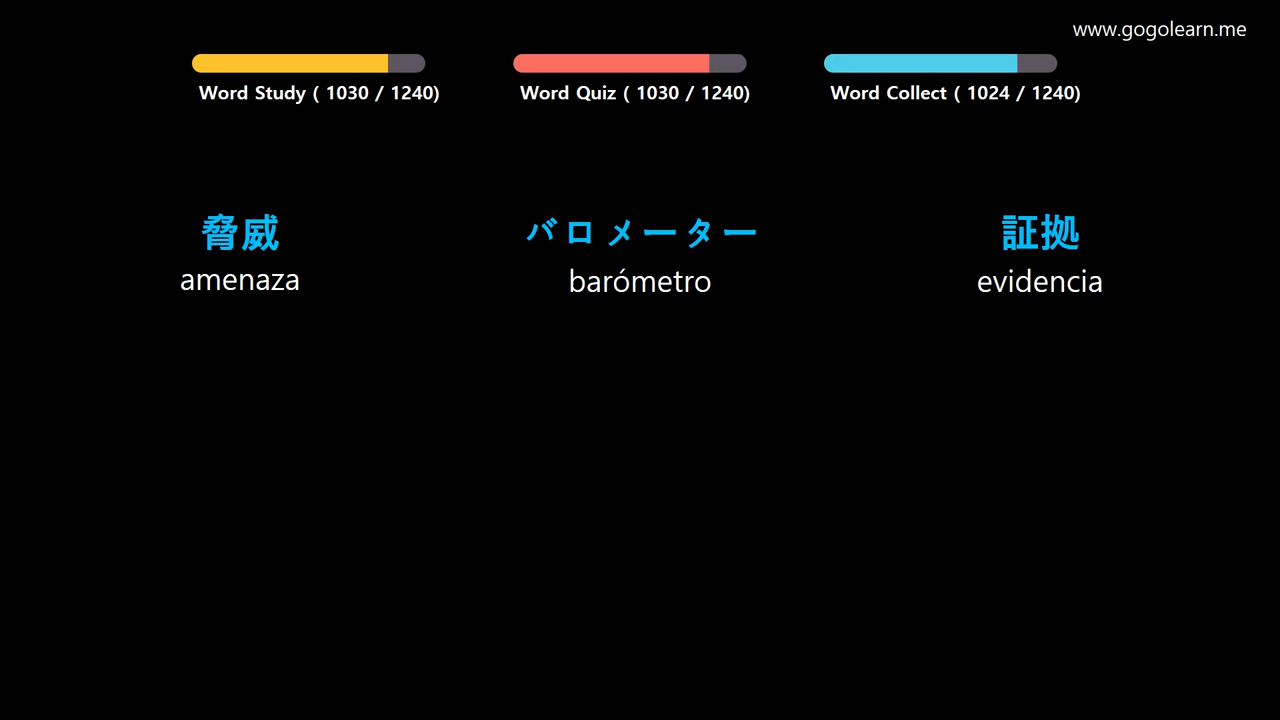 www.gogolearn.me
Word Study ( 1030 / 1240)
Word Quiz ( 1030 / 1240)
Word Collect ( 1024 / 1240)
脅威
バロメーター
証拠
amenaza
barómetro
evidencia